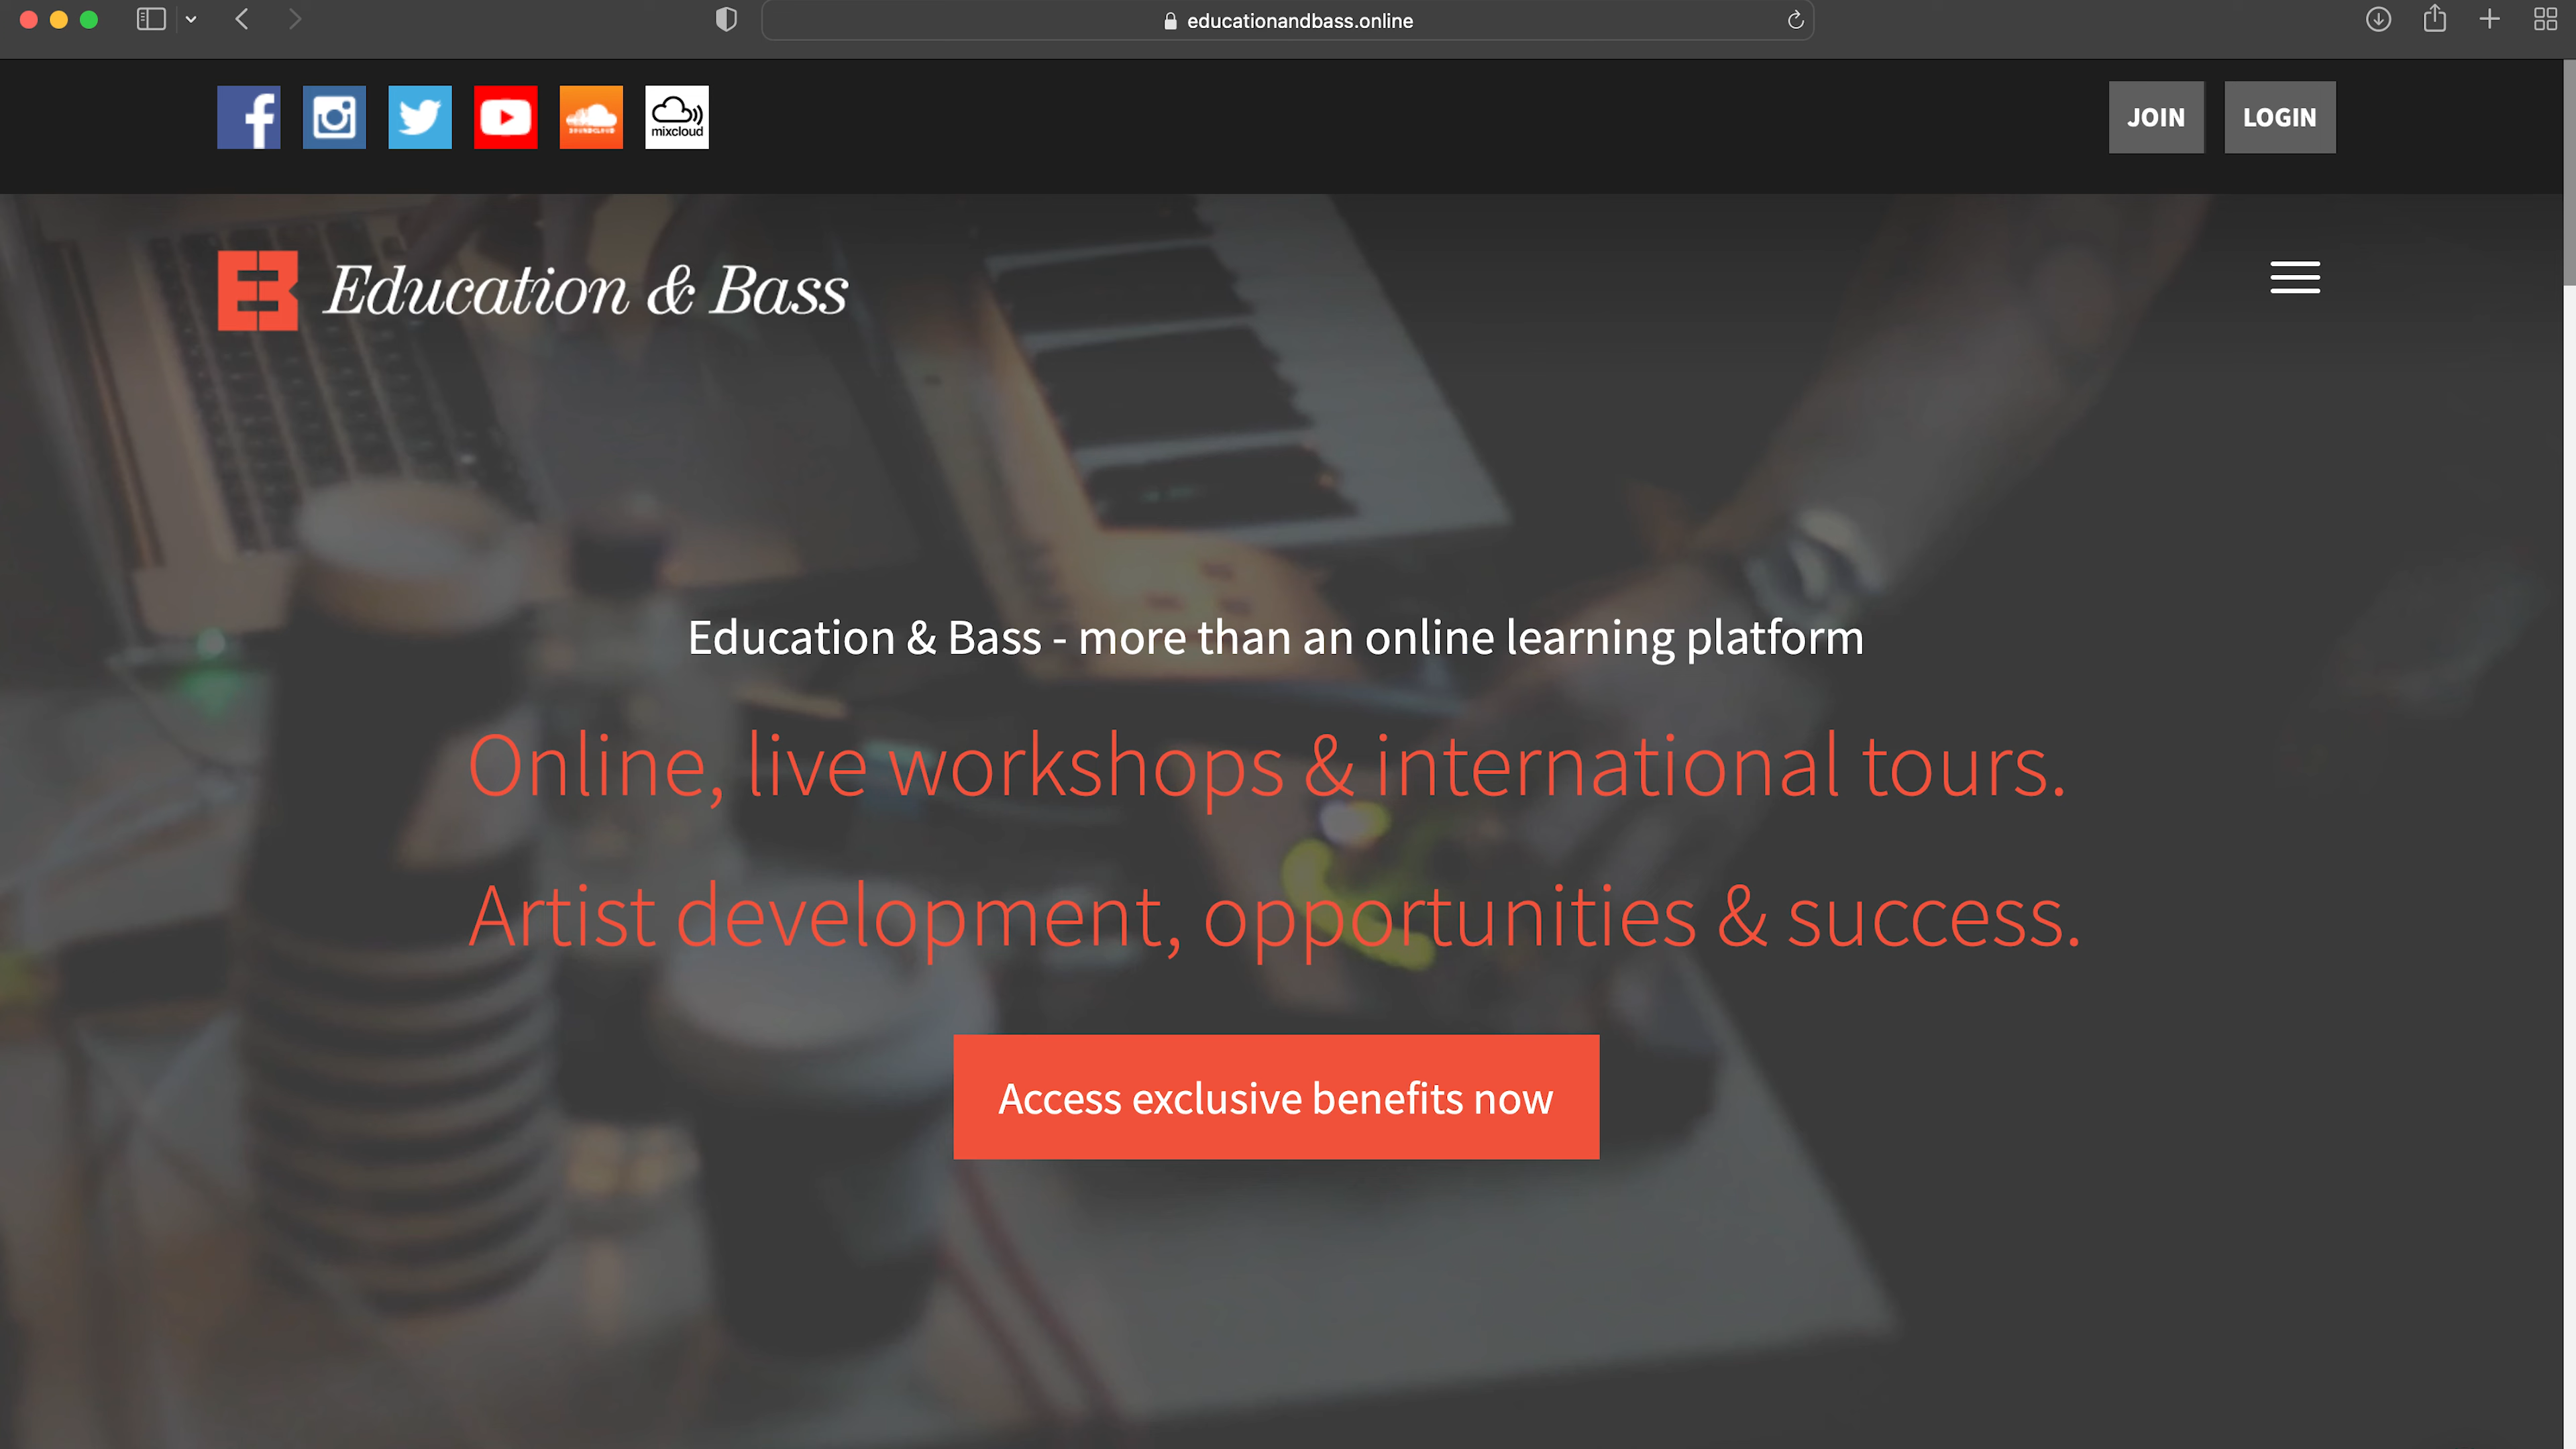 educationandbass.online
SOUNDCLOUD
mixcloud
JOIN
LOGIN
Education & Bass
Education & Bass - more than an online learning platform
Online, live workshops & international tours.
Artist development, opportunities & success.
Access exclusive benefits now